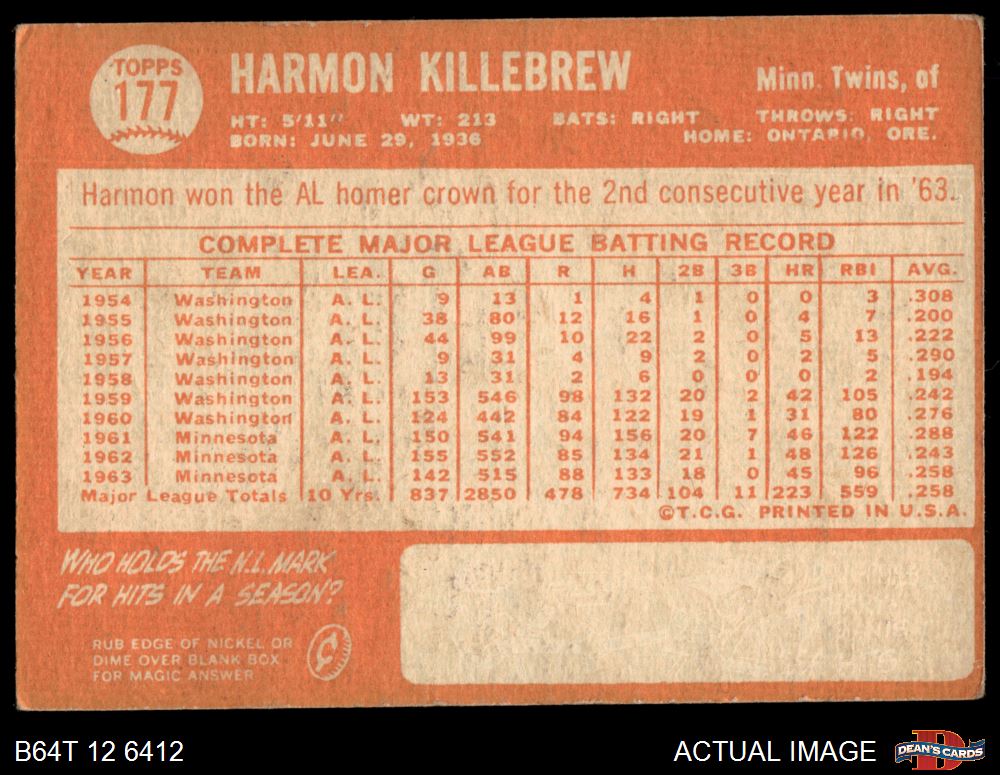 TOPPS
177
HARMON KILLEBREW
Minn. Twins, of
HT: 5'11" WT: 213 BATS: RIGHT THROWS: RIGHT
BORN: JUNE 29, 1936 HOME: ONTARIO, ORE.
Harmon won the AL homer crown for the 2nd consecutive year in '63.
COMPLETE MAJOR LEAGUE BATTING RECORD
YEAR TEAM LEA. G AB R H 2B 3B HR RBI AVG.
1954 Washington A. L. 9 13 1 4 1 0 0 3 .308
1955 Washington A. L. 38 80 12 16 1 0 4 7 .200
1956 Washington A. L. 44 99 10 22 2 0 5 13 .222
1957 Washington A. L. 9 31 4 9 2 0 2 5 .290
1958 Washington A. L. 13 31 2 6 0 0 0 2 .194
1959 Washington A. L. 153 546 98 132 20 2 42 105 .242
1960 Washington A. L. 124 442 84 122 19 1 31 80 .276
1961 Minnesota A. L. 150 541 94 156 20 7 46 122 .288
1962 Minnesota A. L. 155 552 85 134 21 1 48 126 .243
1963 Minnesota A. L. 142 515 88 133 18 0 45 96 .258
Major League Totals 10 Yrs. 837 2850 478 734 104 11 223 559 .258
©T.C.G. PRINTED IN U.S.A.
WHO HOLDS THE N.L. MARK
FOR HITS IN A SEASON?
RUB EDGE OF NICKEL OR
DIME OVER BLANK BOX
FOR MAGIC ANSWER
B64T 12 6412
ACTUAL IMAGE
DEAN'S CARDS